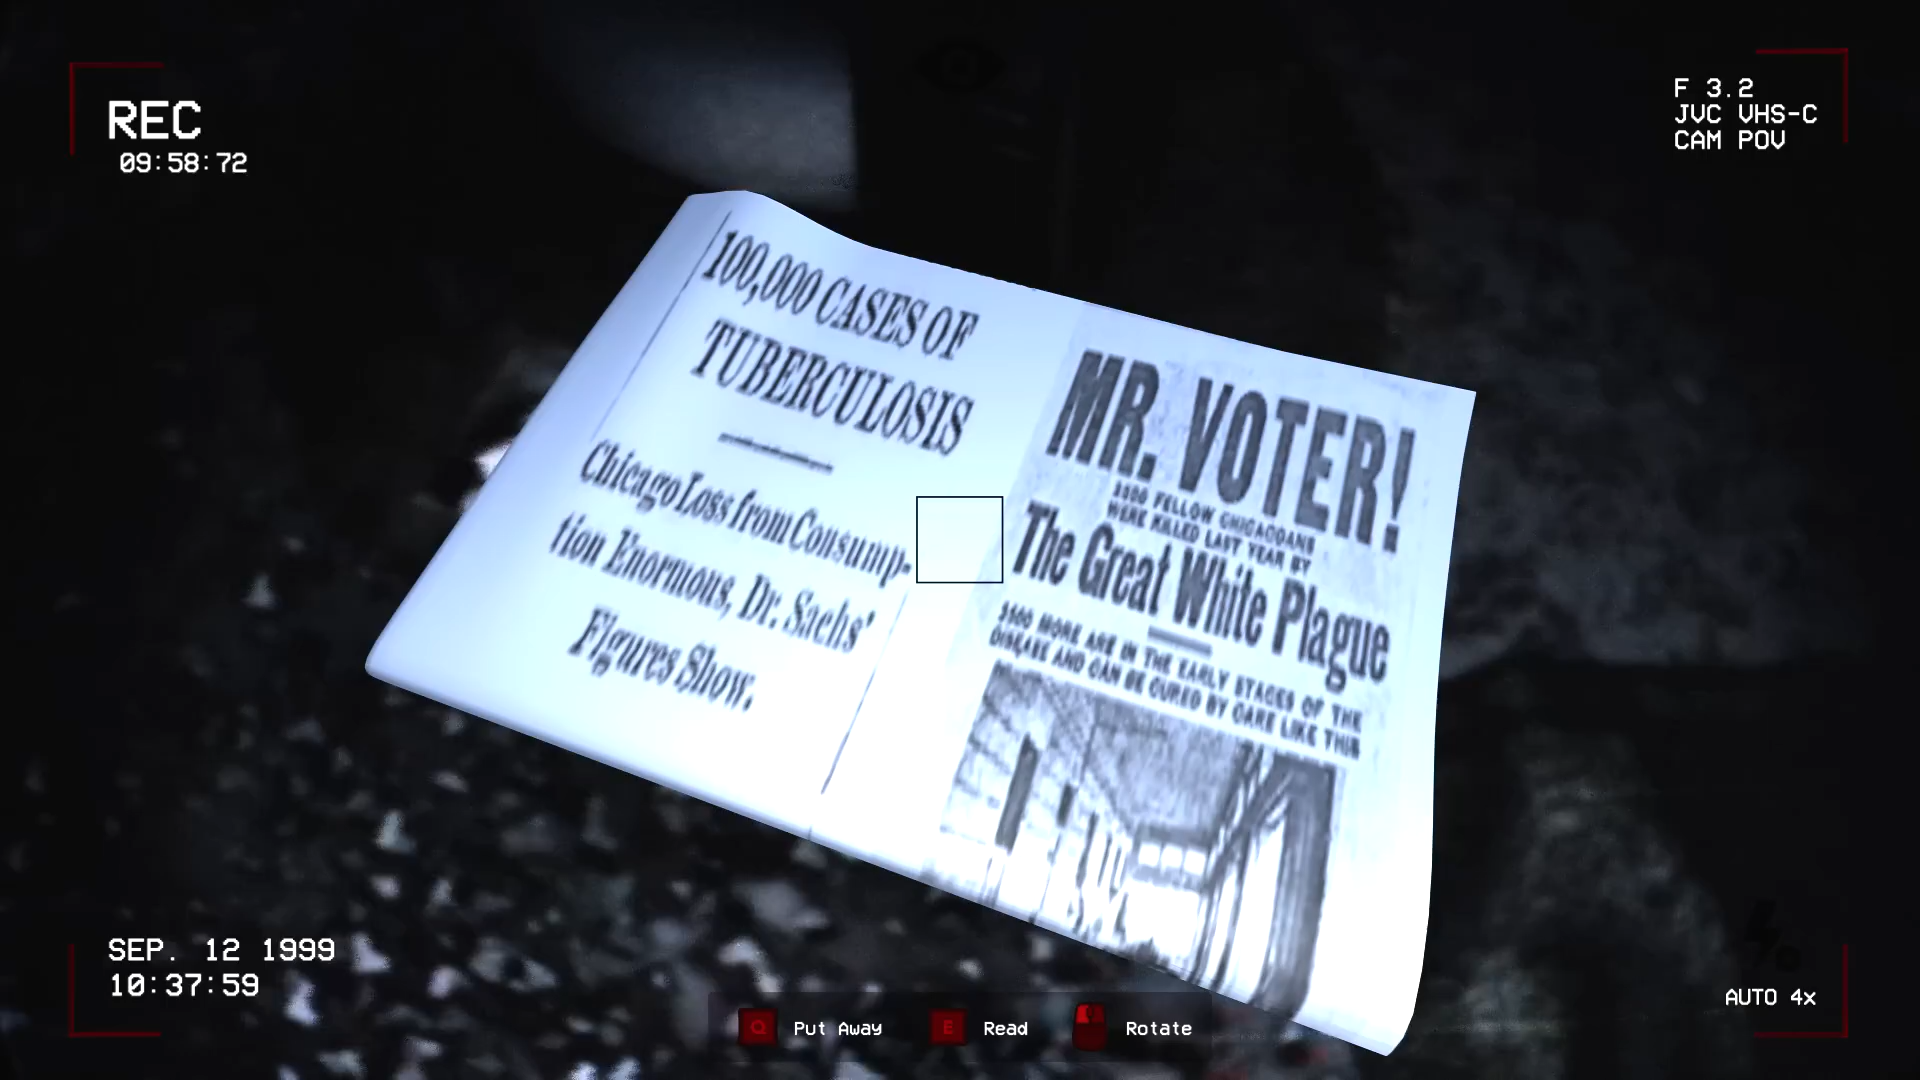 REC
09:58:72
F 3.2
JVC VHS-C
CAM POV
100,000 CASES OF
TUBERCULOSIS
Chicago Loss from Consump-
tion Enormous, Dr. Sachs'
Figures Show.
MR. VOTER!
FELLOW CHICAGOANS
WERE KILLED LAST YEAR BY
The Great White Plague
MORE ARE IN THE EARLY STAGES OF THE
DISEASE AND CAN BE CURED BY CARE LIKE THIS
SEP. 12 1999
10:37:59
AUTO 4x
Q Put Away E Read Rotate